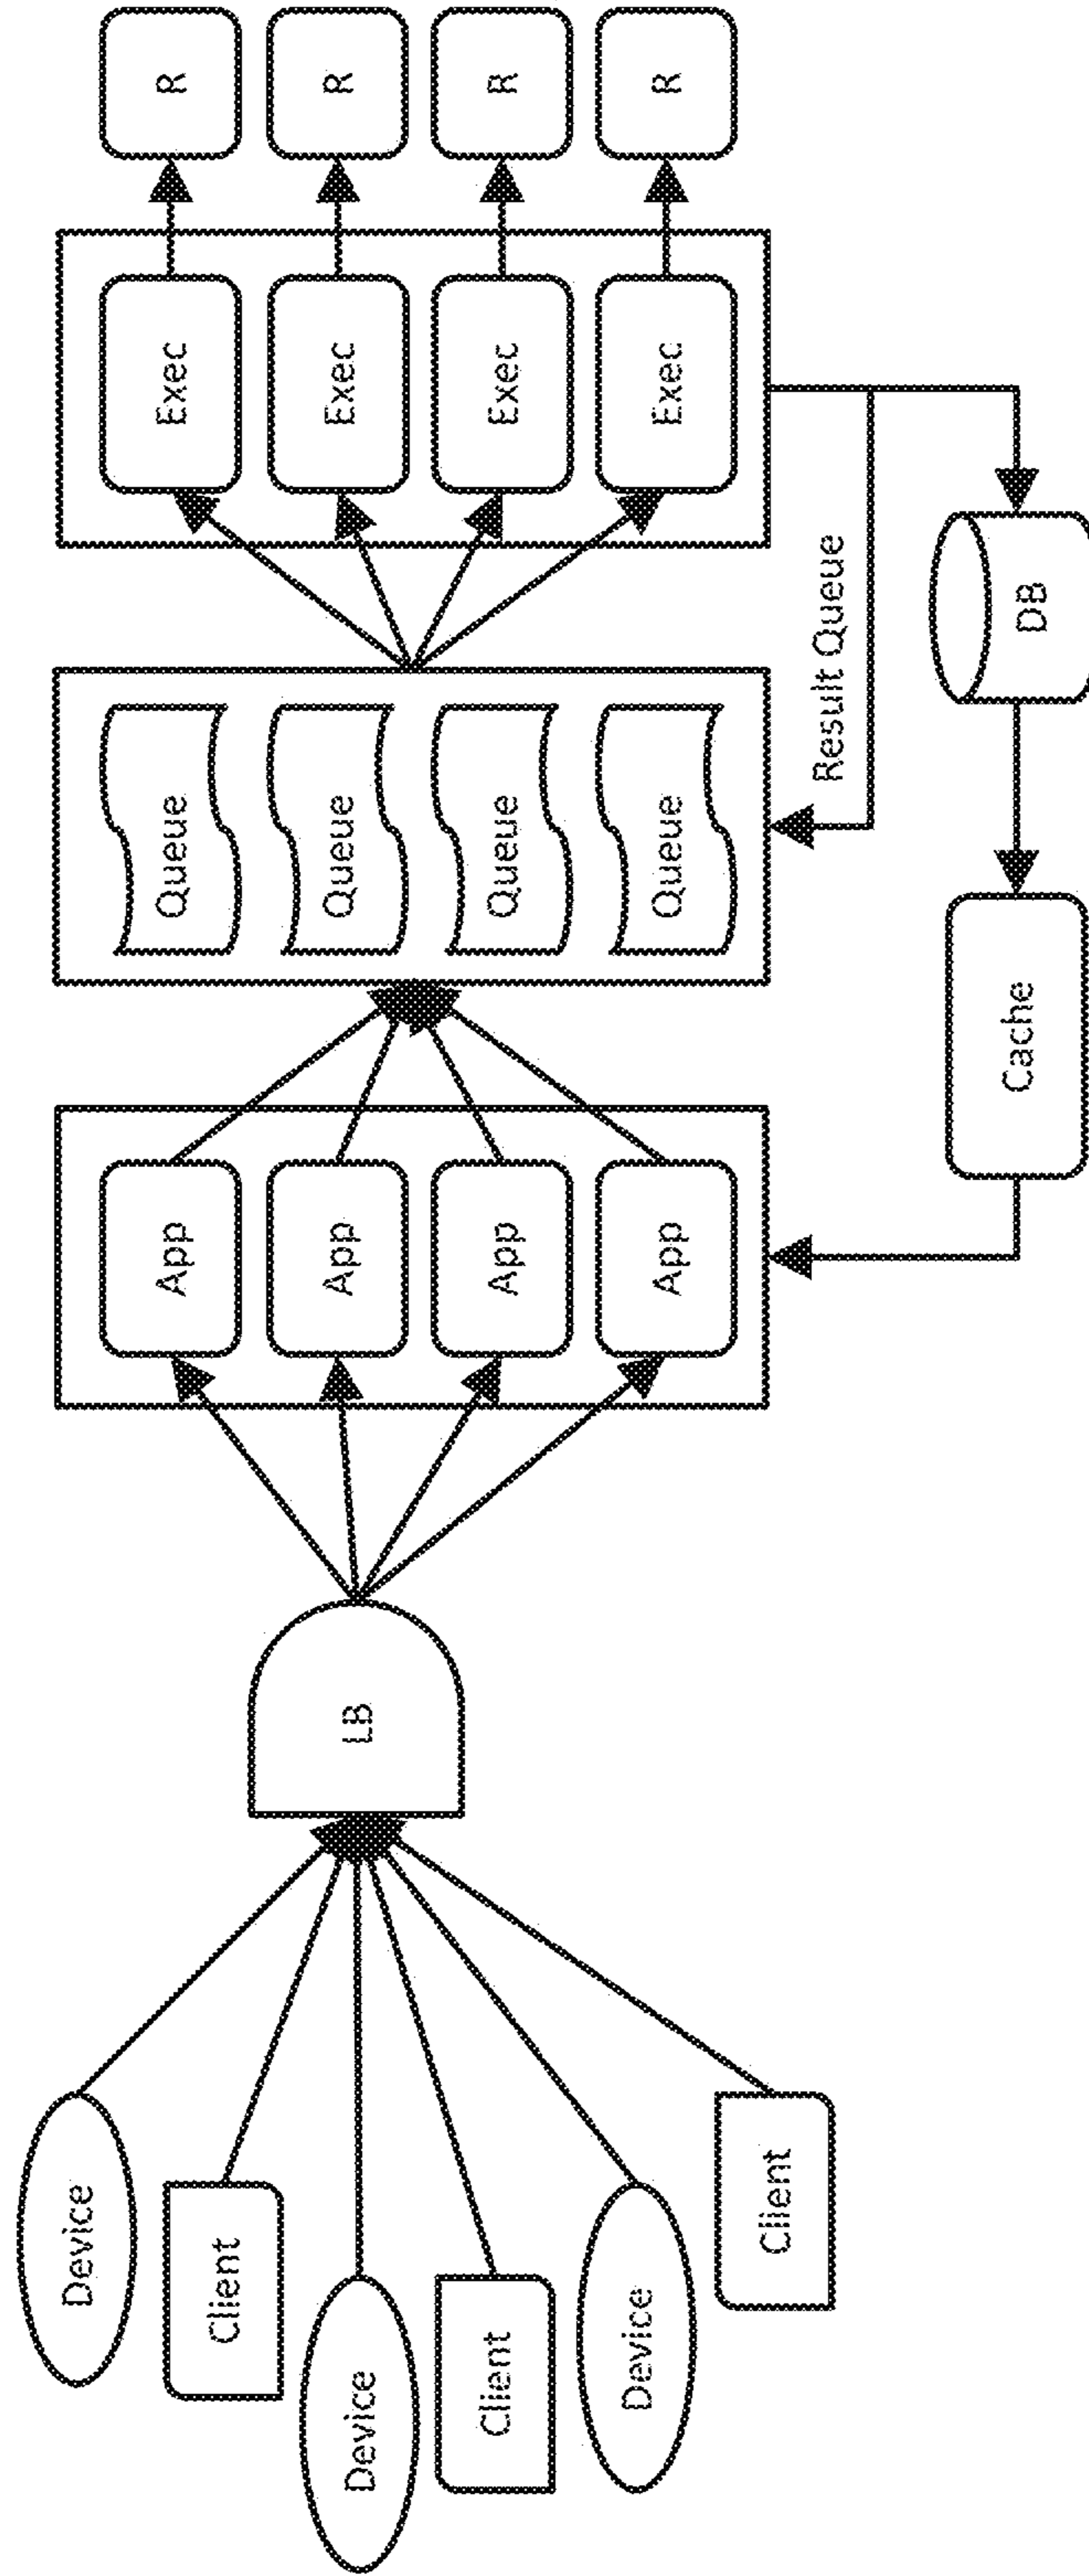 Device
Client
Device
Client
Device
Client
LB
App
App
App
App
Queue
Queue
Queue
Queue
Exec
Exec
Exec
Exec
R
R
R
R
Result Queue
Cache
DB